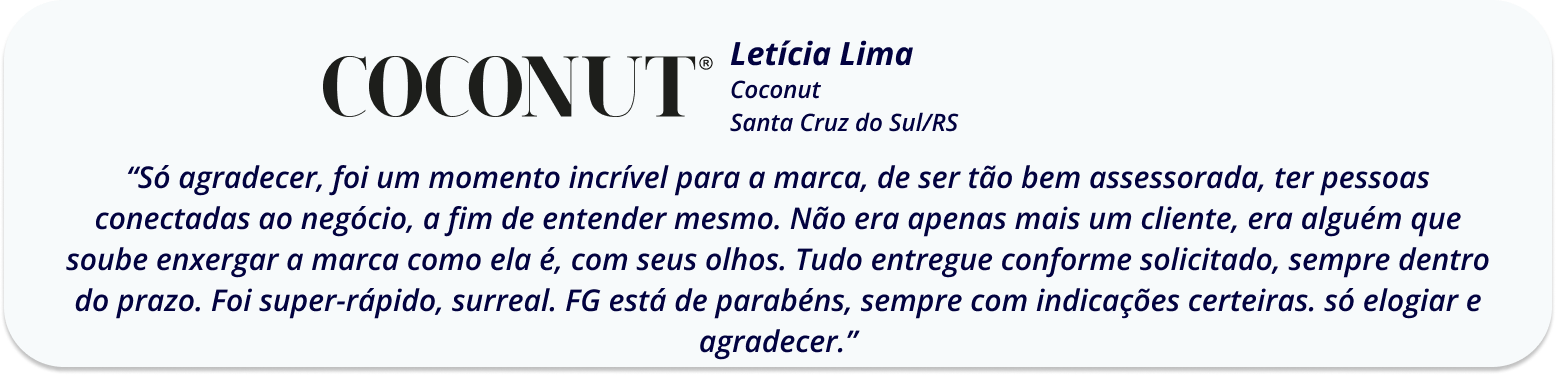 COCONUT®
Letícia Lima
Coconut
Santa Cruz do Sul/RS
“Só agradecer, foi um momento incrível para a marca, de ser tão bem assessorada, ter pessoas
conectadas ao negócio, a fim de entender mesmo. Não era apenas mais um cliente, era alguém que
soube enxergar a marca como ela é, com seus olhos. Tudo entregue conforme solicitado, sempre dentro
do prazo. Foi super-rápido, surreal. FG está de parabéns, sempre com indicações certeiras. só elogiar e
agradecer.”